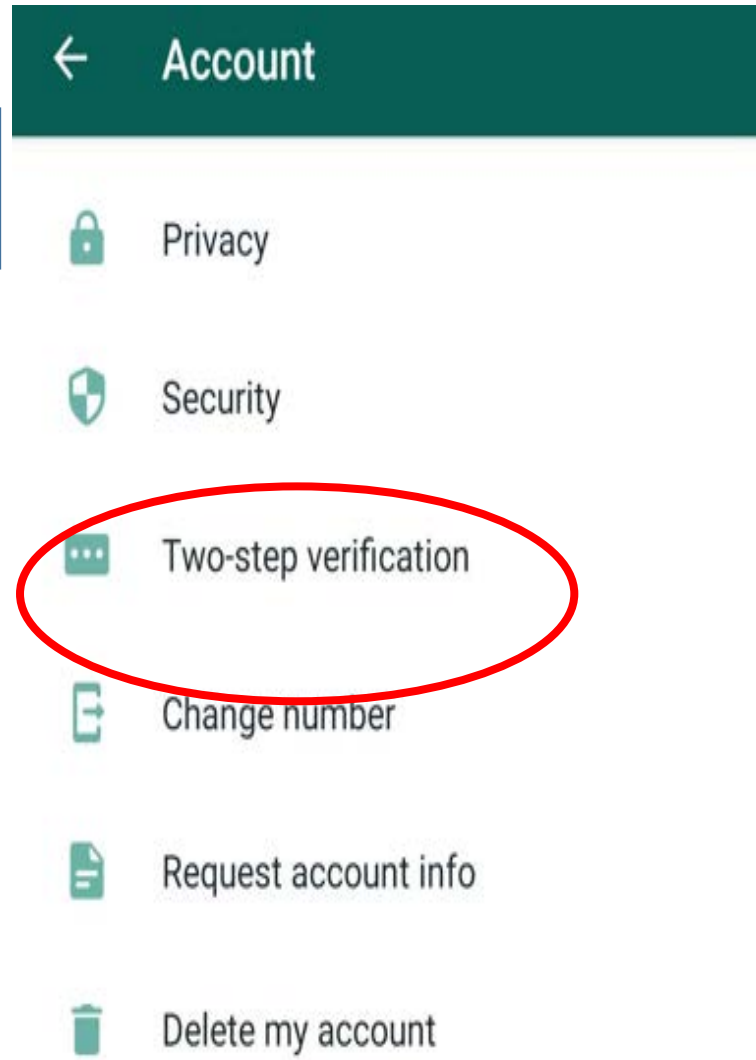 Account
Privacy
Security
Two-step verification
Change number
Request account info
Delete my account